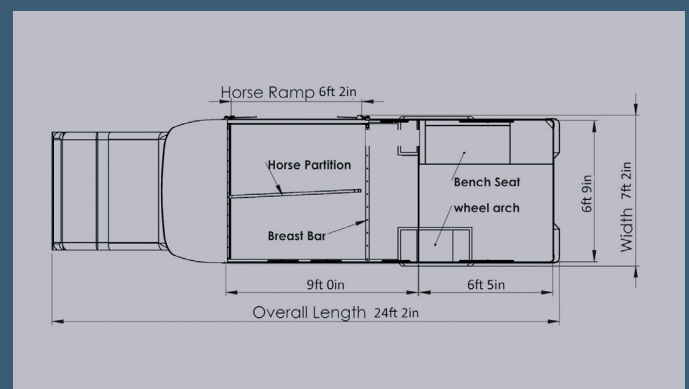 Horse Ramp 6ft 2in
Horse Partition
Bench Seat
wheel arch
Breast Bar
6ft 9in
Width 7ft 2in
9ft 0in
6ft 5in
Overall Length 24ft 2in